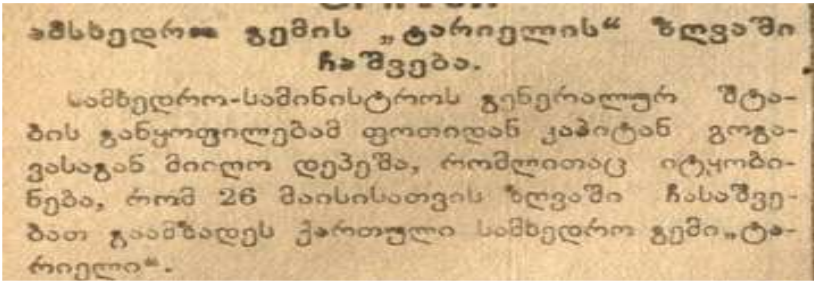 სამხედრო გემის „ტარიელის“ ზღვაში
ჩაშვება.
სამხედრო-სამინისტროს გენერალურ შტა-
ბის განყოფილებამ ფოთიდან კაპიტან გოგა-
ვასაგან მიიღო დეპეშა, რომლითაც იტყობი-
ნება, რომ 26 მაისისათვის ზღვაში ჩასაშვე-
ბათ გაამზადეს ქართული სამხედრო გემი„ტა-
რიელი“.